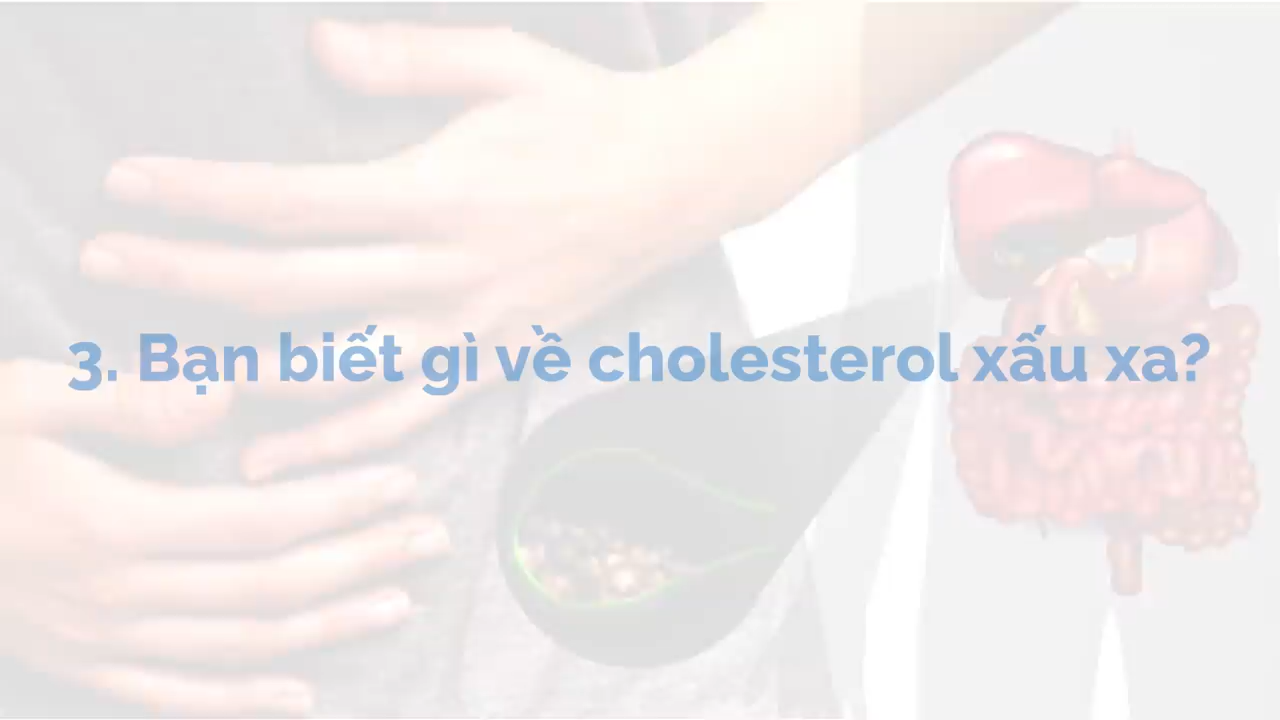 3. Bạn biết gì về cholesterol xấu xa?